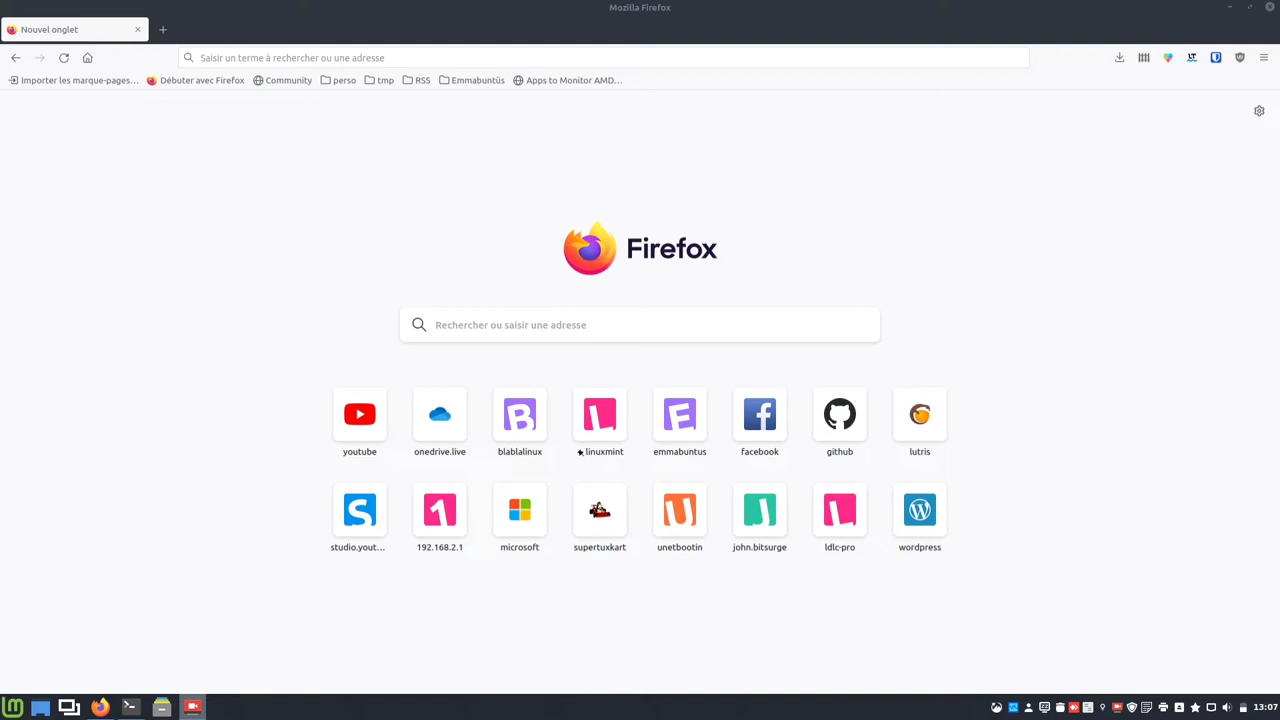 Mozilla Firefox
Nouvel onglet
Saisir un terme à rechercher ou une adresse
Importer les marque-pages… Débuter avec Firefox Community perso tmp RSS Emmabuntüs Apps to Monitor AMD…
Firefox
Rechercher ou saisir une adresse
youtube onedrive.live blablalinux linuxmint emmabuntus facebook github lutris
studio.yout… 192.168.2.1 microsoft supertuxkart unetbootin john.bitsurge ldlc-pro wordpress
13:07